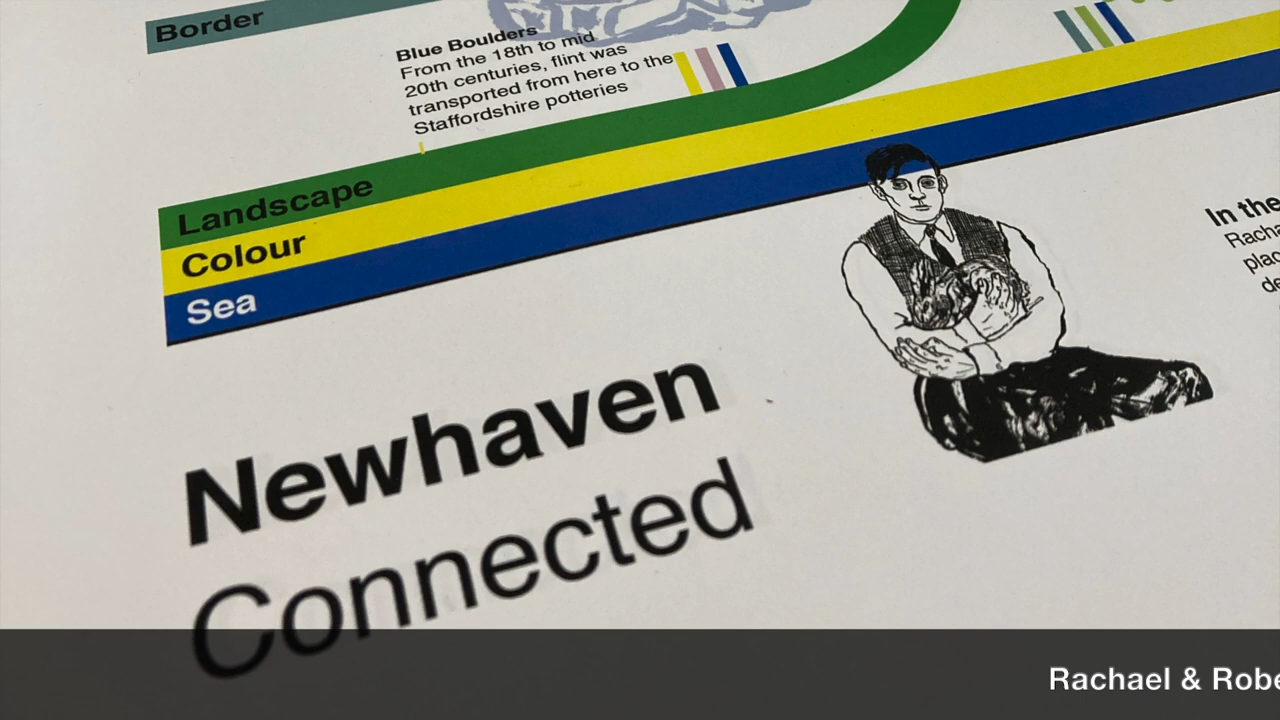 Border
Blue Boulders
From the 18th to mid
20th centuries, flint was
transported from here to the
Staffordshire potteries
Landscape
Colour
Sea
In the
Racha
plac
de
Newhaven
Connected
Rachael & Robe